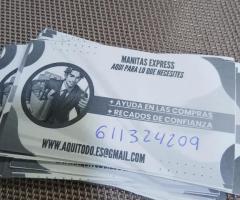 MANITAS EXPRESS
AQUI PARA LO QUE NECESITES
+ AYUDA EN LAS COMPRAS
+ RECADOS DE CONFIANZA
611324209
WWW.AQUITODO.ES@GMAIL.COM